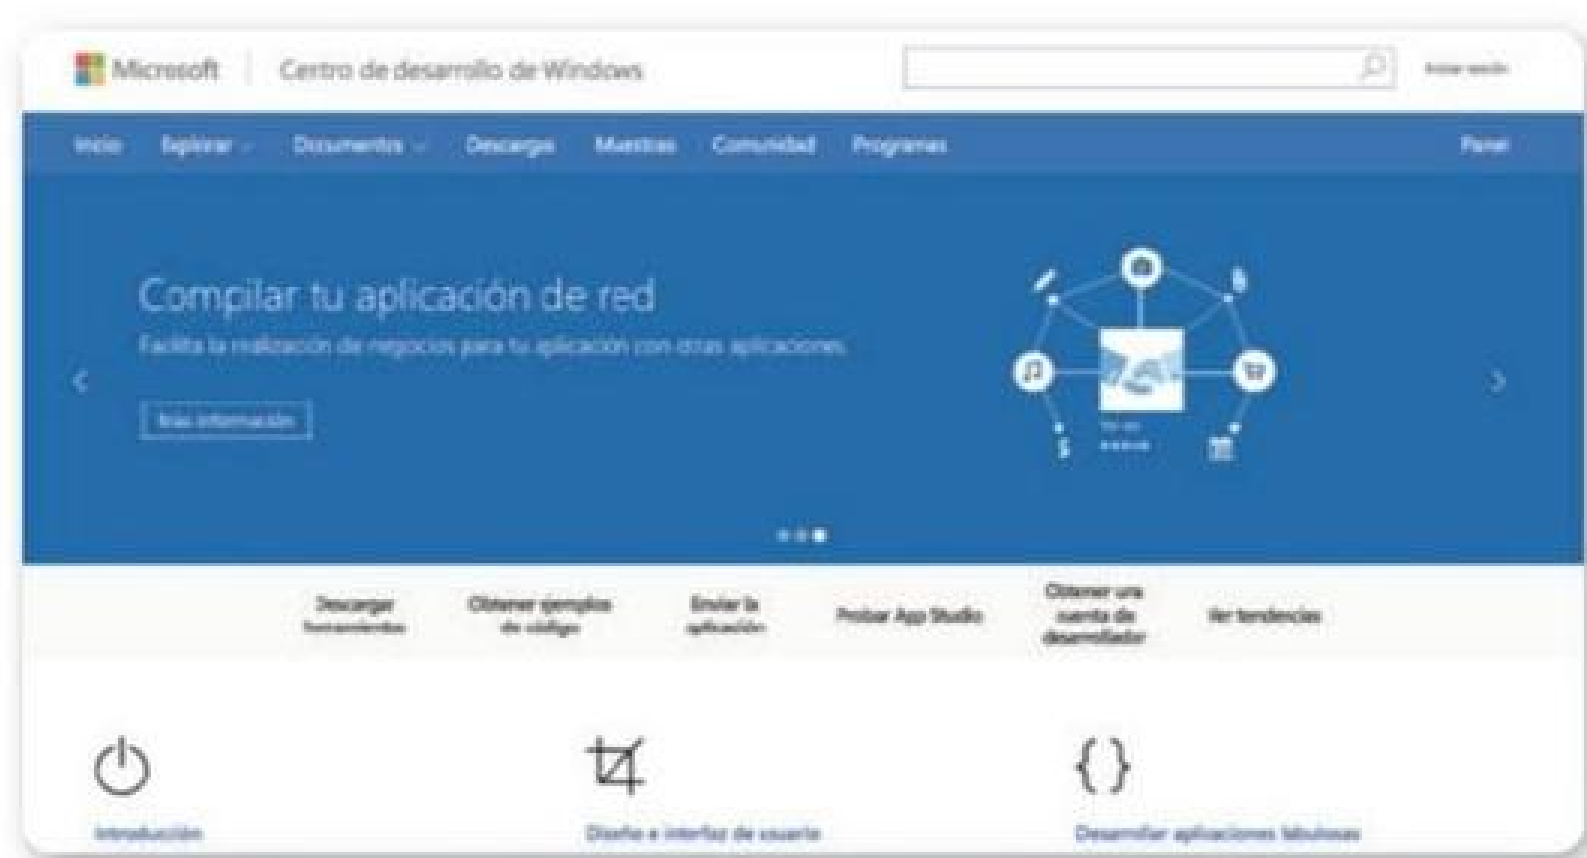 Microsoft Centro de desarrollo de Windows Iniciar sesión
Inicio Explorar Documentos Descargas Muestras Comunidad Programas Panel
Compilar tu aplicación de red
Facilita la realización de negocios para tu aplicación con otras aplicaciones.
Más información
Descargar herramientas
Obtener ejemplos de código
Enviar la aplicación
Probar App Studio
Obtener una cuenta de desarrollador
Ver tendencias
Introducción
Diseño e interfaz de usuario
Desarrollar aplicaciones fabulosas